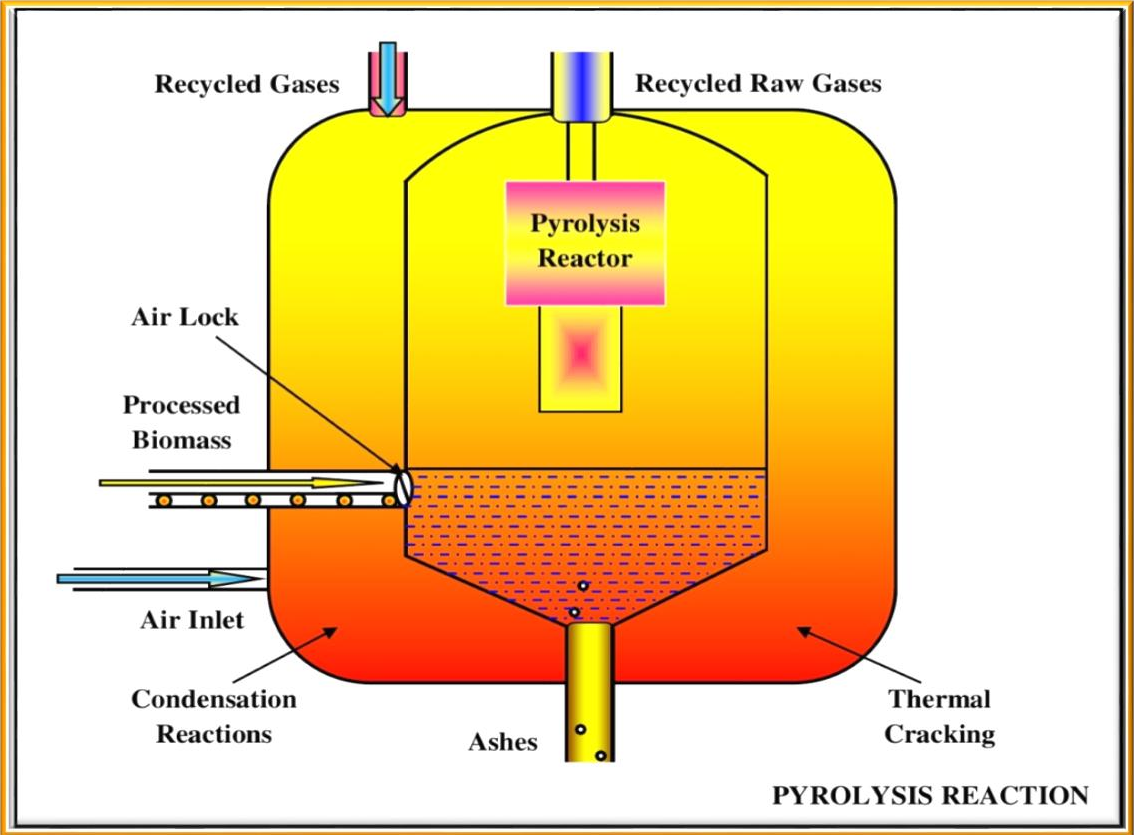 Recycled Gases
Recycled Raw Gases
Pyrolysis
Reactor
Air Lock
Processed
Biomass
Air Inlet
Condensation
Reactions
Thermal
Cracking
Ashes
PYROLYSIS REACTION